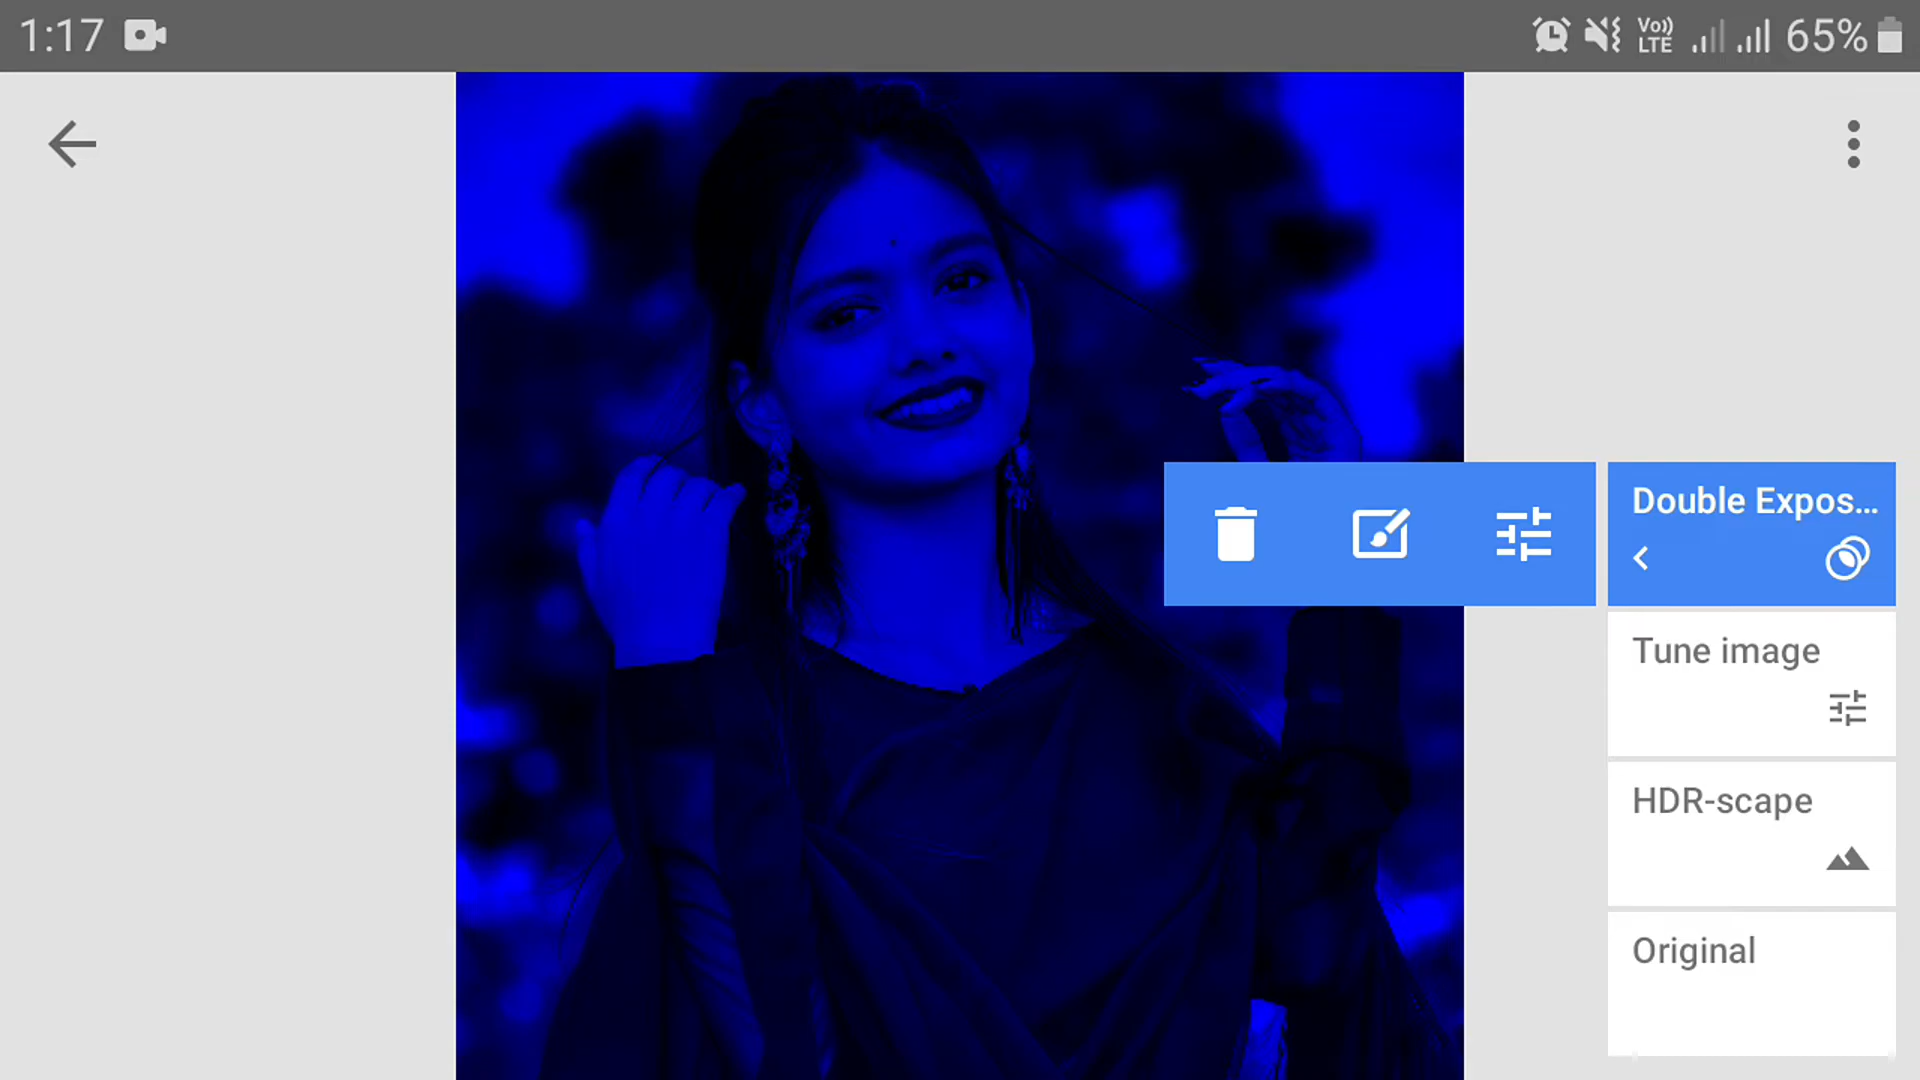 1:17
Vo)) LTE 65%
Double Expos...
Tune image
HDR-scape
Original